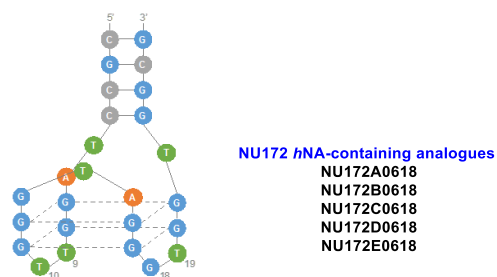 5' 3'
C G
G C
C G
C G
T T
A T
A
G G G G
G G G G
G G G G
T T G T
10 9 18 19
NU172 hNA-containing analogues
NU172A0618
NU172B0618
NU172C0618
NU172D0618
NU172E0618